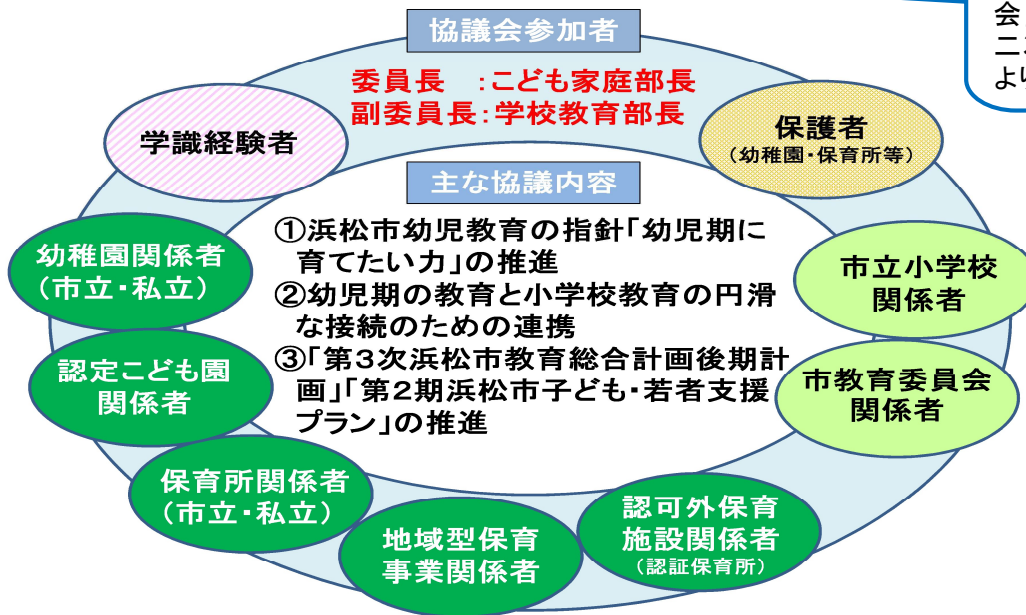 会
協議会参加者
委員長　：こども家庭部長
副委員長：学校教育部長
学識経験者
保護者
（幼稚園・保育所等）
主な協議内容
①浜松市幼児教育の指針「幼児期に
育てたい力」の推進
②幼児期の教育と小学校教育の円滑
な接続のための連携
③「第３次浜松市教育総合計画後期計
画」「第２期浜松市子ども・若者支援
プラン」の推進
幼稚園関係者
（市立・私立）
認定こども園
関係者
保育所関係者
（市立・私立）
地域型保育
事業関係者
認可外保育
施設関係者
（認証保育所）
市立小学校
関係者
市教育委員会
関係者